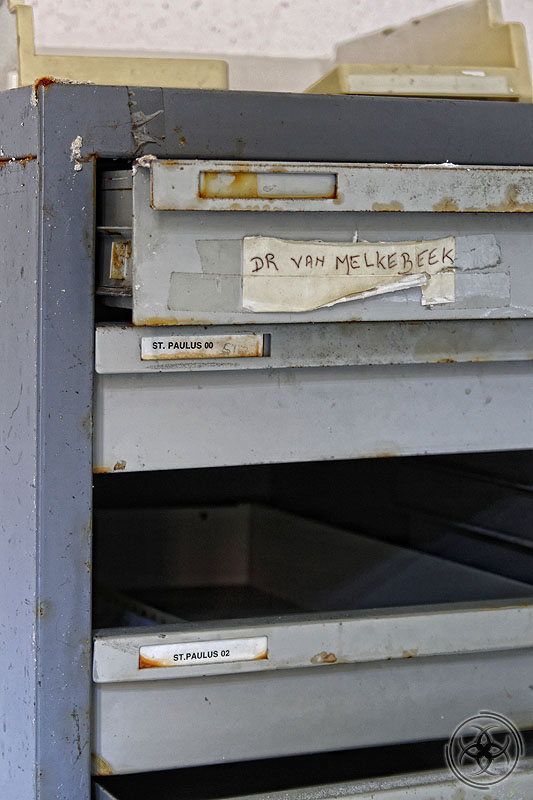 DR VAN MELKEBEEK
ST. PAULUS 00
ST.PAULUS 02